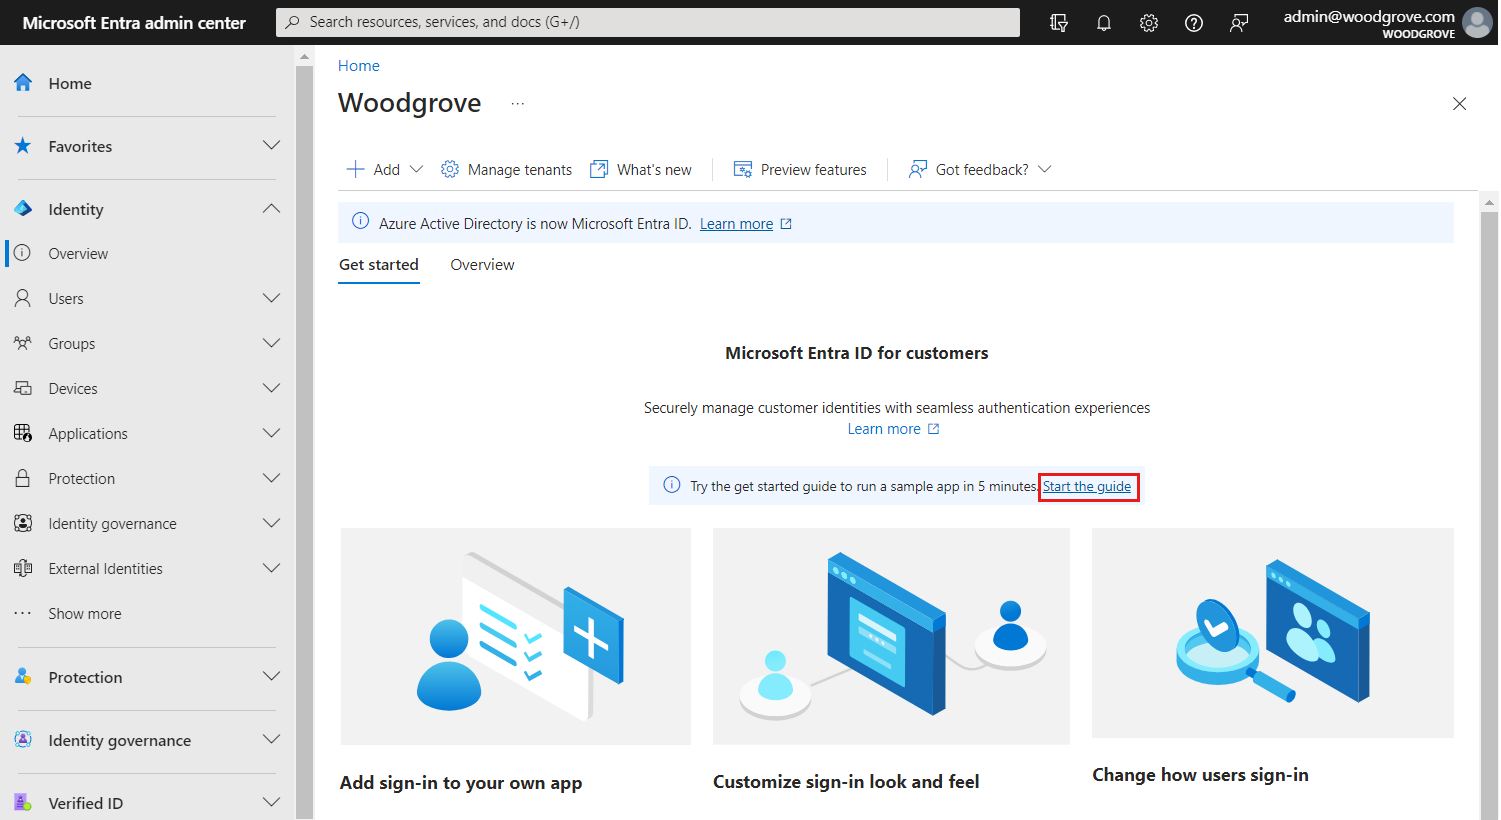 Microsoft Entra admin center
Search resources, services, and docs (G+/)
admin@woodgrove.com
WOODGROVE
Home
Favorites
Identity
Overview
Users
Groups
Devices
Applications
Protection
Identity governance
External Identities
Show more
Protection
Identity governance
Verified ID
Home
Woodgrove
Add
Manage tenants
What's new
Preview features
Got feedback?
Azure Active Directory is now Microsoft Entra ID. Learn more
Get started
Overview
Microsoft Entra ID for customers
Securely manage customer identities with seamless authentication experiences
Learn more
Try the get started guide to run a sample app in 5 minutes. Start the guide
Add sign-in to your own app
Customize sign-in look and feel
Change how users sign-in